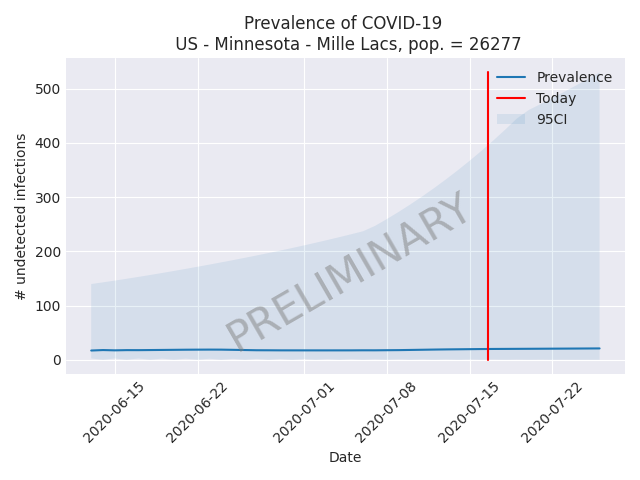 Prevalence of COVID-19
US - Minnesota - Mille Lacs, pop. = 26277
# undetected infections
500
400
300
200
100
0
Prevalence
Today
95CI
PRELIMINARY
2020-06-15
2020-06-22
2020-07-01
2020-07-08
2020-07-15
2020-07-22
Date